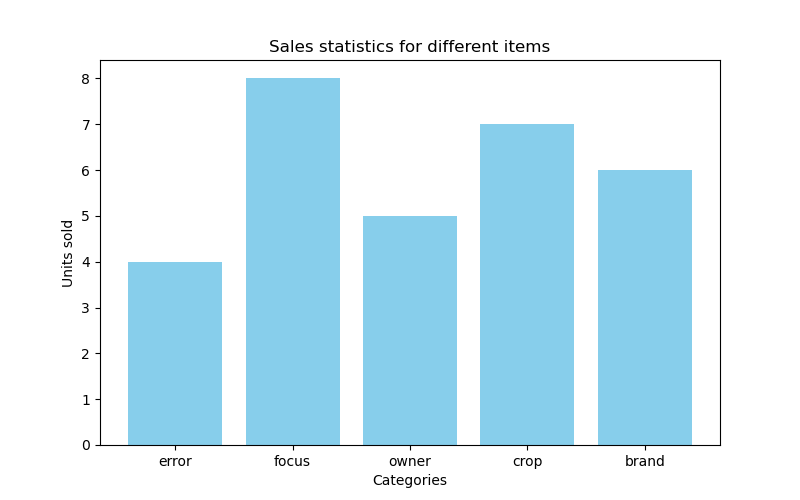 Sales statistics for different items
Units sold
8
7
6
5
4
3
2
1
0
error focus owner crop brand
Categories